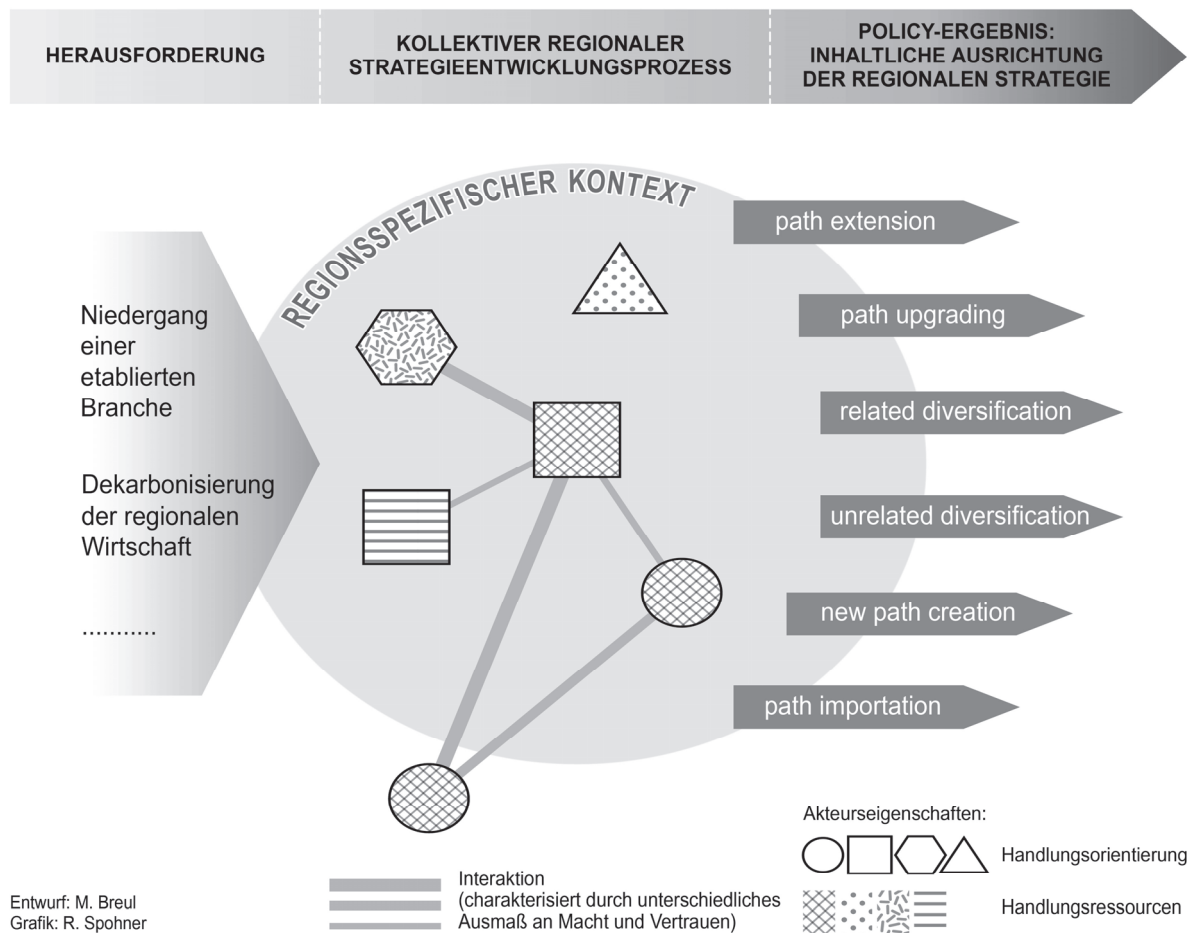 HERAUSFORDERUNG
KOLLEKTIVER REGIONALER
STRATEGIEENTWICKLUNGSPROZESS
POLICY-ERGEBNIS:
INHALTLICHE AUSRICHTUNG
DER REGIONALEN STRATEGIE
REGIONSSPEZIFISCHER KONTEXT
Niedergang
einer
etablierten
Branche
Dekarbonisierung
der regionalen
Wirtschaft
...........
path extension
path upgrading
related diversification
unrelated diversification
new path creation
path importation
Akteurseigenschaften:
Handlungsorientierung
Handlungsressourcen
Interaktion
(charakterisiert durch unterschiedliches
Ausmaß an Macht und Vertrauen)
Entwurf: M. Breul
Grafik: R. Spohner